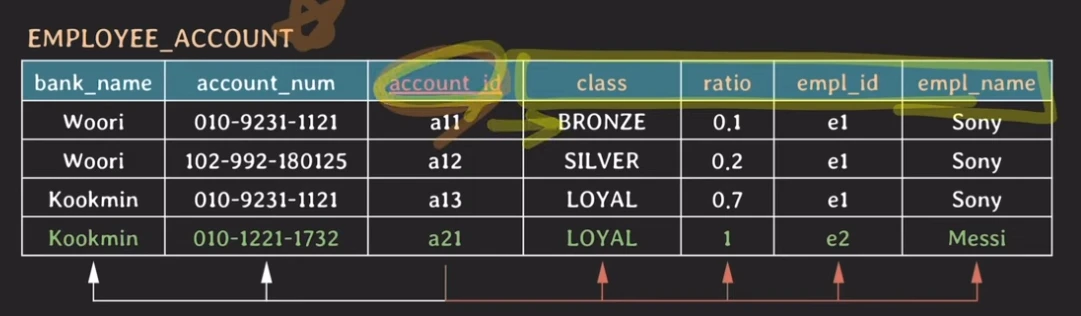 EMPLOYEE_ACCOUNT
bank_name account_num account_id class ratio empl_id empl_name
Woori 010-9231-1121 a11 BRONZE 0.1 e1 Sony
Woori 102-992-180125 a12 SILVER 0.2 e1 Sony
Kookmin 010-9231-1121 a13 LOYAL 0.7 e1 Sony
Kookmin 010-1221-1732 a21 LOYAL 1 e2 Messi